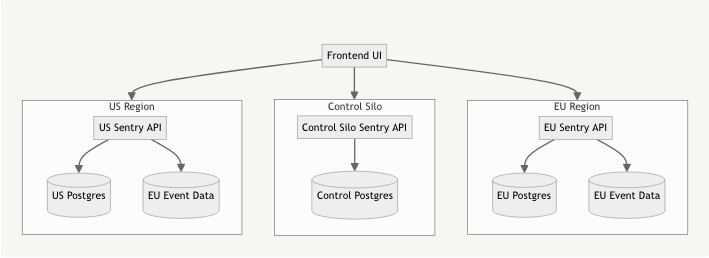 Frontend UI
US Region
Control Silo
EU Region
US Sentry API
Control Silo Sentry API
EU Sentry API
US Postgres
EU Event Data
Control Postgres
EU Postgres
EU Event Data